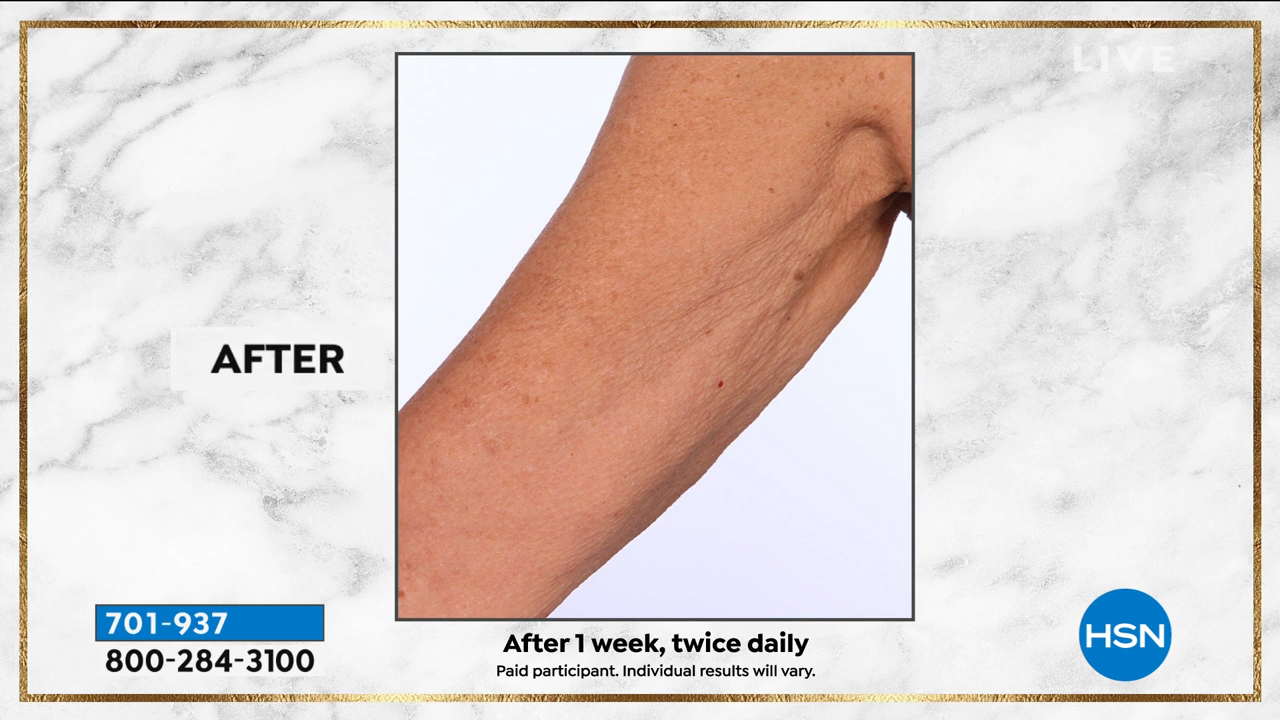 LIVE
AFTER
701-937
800-284-3100
After 1 week, twice daily
Paid participant. Individual results will vary.
HSN